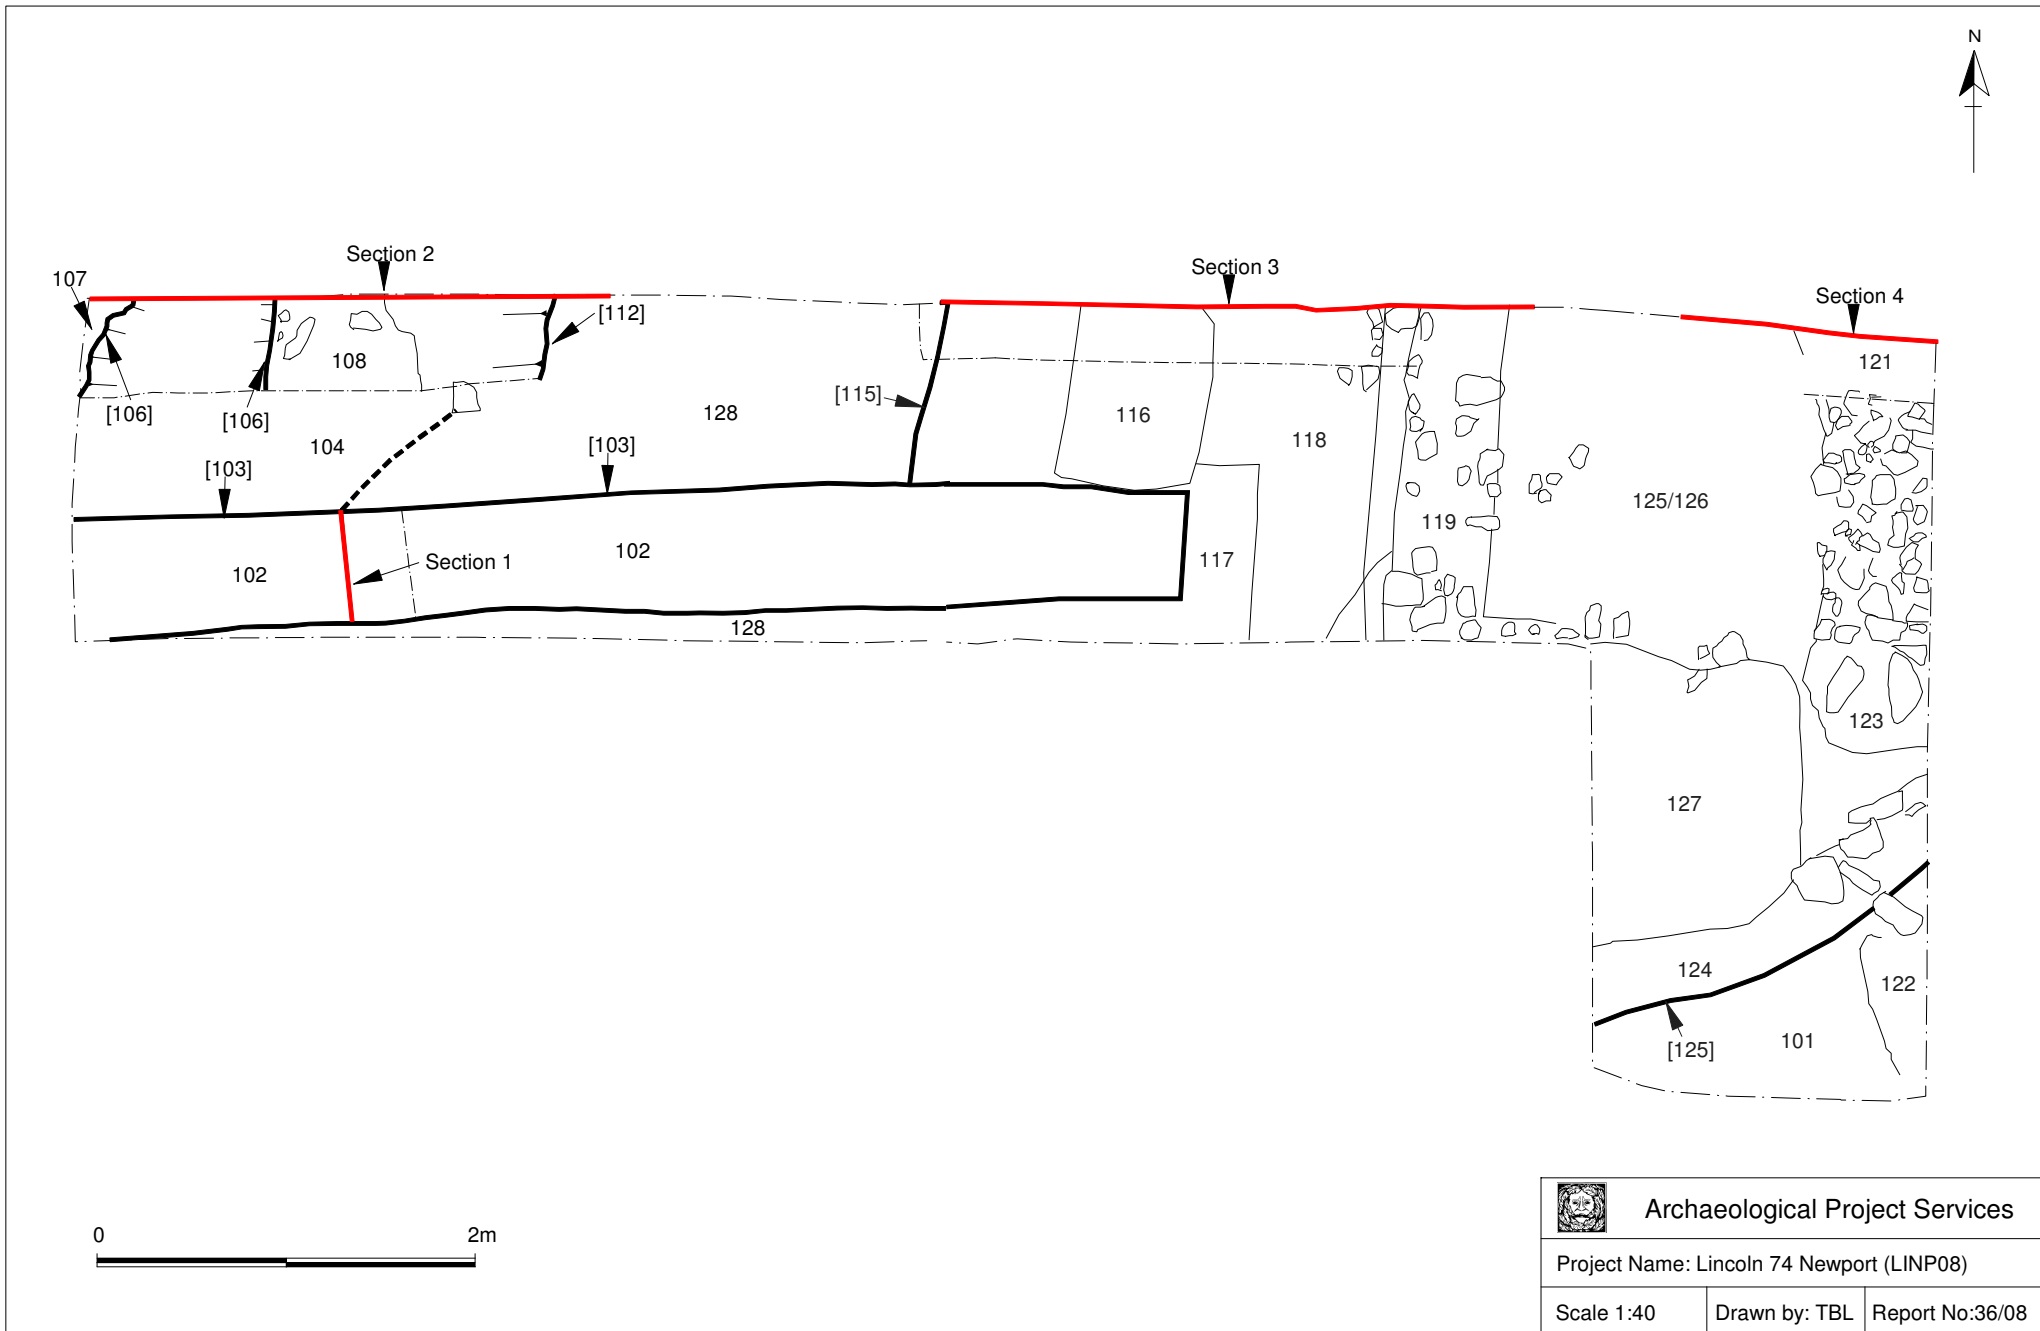 N
Section 2
Section 3
Section 4
107
[112]
108
121
[106]
[106]
[115]
128
116
118
104
[103]
[103]
125/126
119
102
Section 1
102
117
128
123
127
124
122
[125]
101
0 2m
Archaeological Project Services
Project Name: Lincoln 74 Newport (LINP08)
Scale 1:40
Drawn by: TBL
Report No:36/08